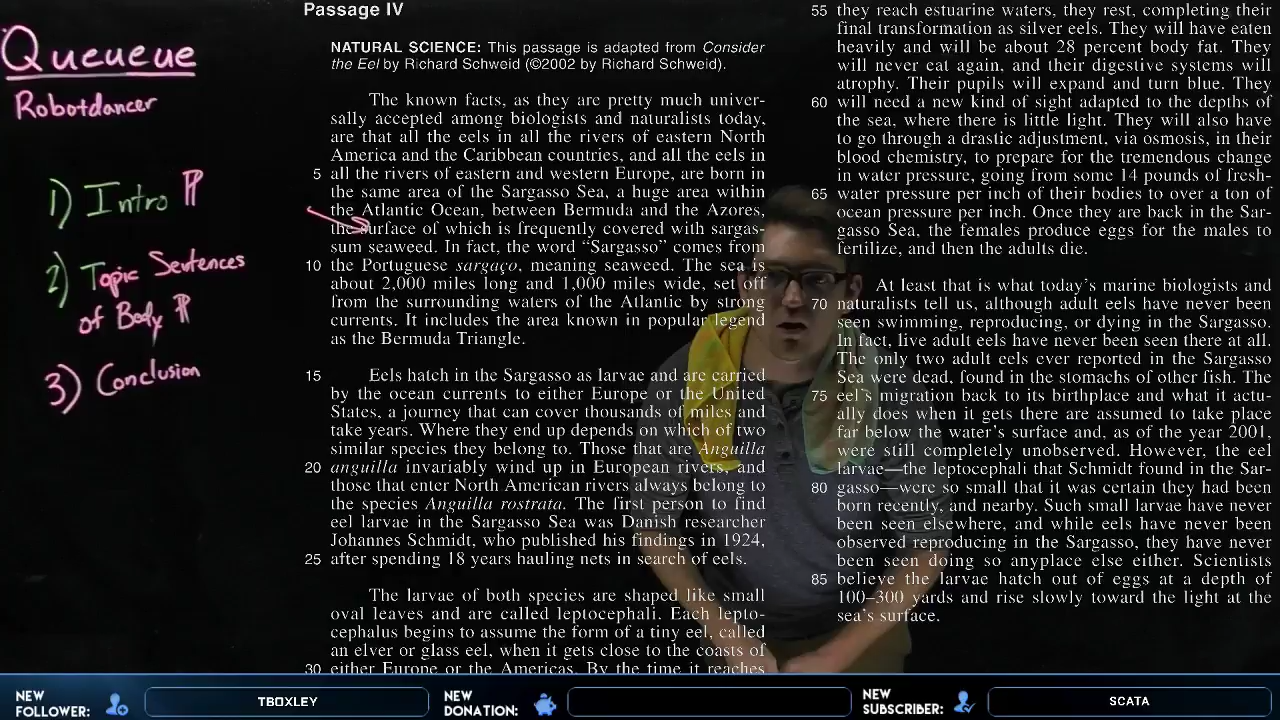 Queueue
Robotdancer
1) Intro ¶
2) Topic Sentences
of Body ¶
3) Conclusion
Passage IV
NATURAL SCIENCE: This passage is adapted from Consider
the Eel by Richard Schweid (©2002 by Richard Schweid).
The known facts, as they are pretty much univer-
sally accepted among biologists and naturalists today,
are that all the eels in all the rivers of eastern North
America and the Caribbean countries, and all the eels in
5 all the rivers of eastern and western Europe, are born in
the same area of the Sargasso Sea, a huge area within
the Atlantic Ocean, between Bermuda and the Azores,
the surface of which is frequently covered with sargas-
sum seaweed. In fact, the word “Sargasso” comes from
10 the Portuguese sargaço, meaning seaweed. The sea is
about 2,000 miles long and 1,000 miles wide, set off
from the surrounding waters of the Atlantic by strong
currents. It includes the area known in popular legend
as the Bermuda Triangle.
15 Eels hatch in the Sargasso as larvae and are carried
by the ocean currents to either Europe or the United
States, a journey that can cover thousands of miles and
take years. Where they end up depends on which of two
similar species they belong to. Those that are Anguilla
20 anguilla invariably wind up in European rivers, and
those that enter North American rivers always belong to
the species Anguilla rostrata. The first person to find
eel larvae in the Sargasso Sea was Danish researcher
Johannes Schmidt, who published his findings in 1924,
25 after spending 18 years hauling nets in search of eels.
The larvae of both species are shaped like small
oval leaves and are called leptocephali. Each lepto-
cephalus begins to assume the form of a tiny eel, called
an elver or glass eel, when it gets close to the coasts of
30 either Europe or the Americas. By the time it reaches
55 they reach estuarine waters, they rest, completing their
final transformation as silver eels. They will have eaten
heavily and will be about 28 percent body fat. They
will never eat again, and their digestive systems will
atrophy. Their pupils will expand and turn blue. They
60 will need a new kind of sight adapted to the depths of
the sea, where there is little light. They will also have
to go through a drastic adjustment, via osmosis, in their
blood chemistry, to prepare for the tremendous change
in water pressure, going from some 14 pounds of fresh-
65 water pressure per inch of their bodies to over a ton of
ocean pressure per inch. Once they are back in the Sar-
gasso Sea, the females produce eggs for the males to
fertilize, and then the adults die.
At least that is what today’s marine biologists and
70 naturalists tell us, although adult eels have never been
seen swimming, reproducing, or dying in the Sargasso.
In fact, live adult eels have never been seen there at all.
The only two adult eels ever reported in the Sargasso
Sea were dead, found in the stomachs of other fish. The
75 eel’s migration back to its birthplace and what it actu-
ally does when it gets there are assumed to take place
far below the water’s surface and, as of the year 2001,
were still completely unobserved. However, the eel
larvae—the leptocephali that Schmidt found in the Sar-
80 gasso—were so small that it was certain they had been
born recently, and nearby. Such small larvae have never
been seen elsewhere, and while eels have never been
observed reproducing in the Sargasso, they have never
been seen doing so anyplace else either. Scientists
85 believe the larvae hatch out of eggs at a depth of
100–300 yards and rise slowly toward the light at the
sea’s surface.
NEW
FOLLOWER:
TBOXLEY
NEW
DONATION:
NEW
SUBSCRIBER:
SCATA